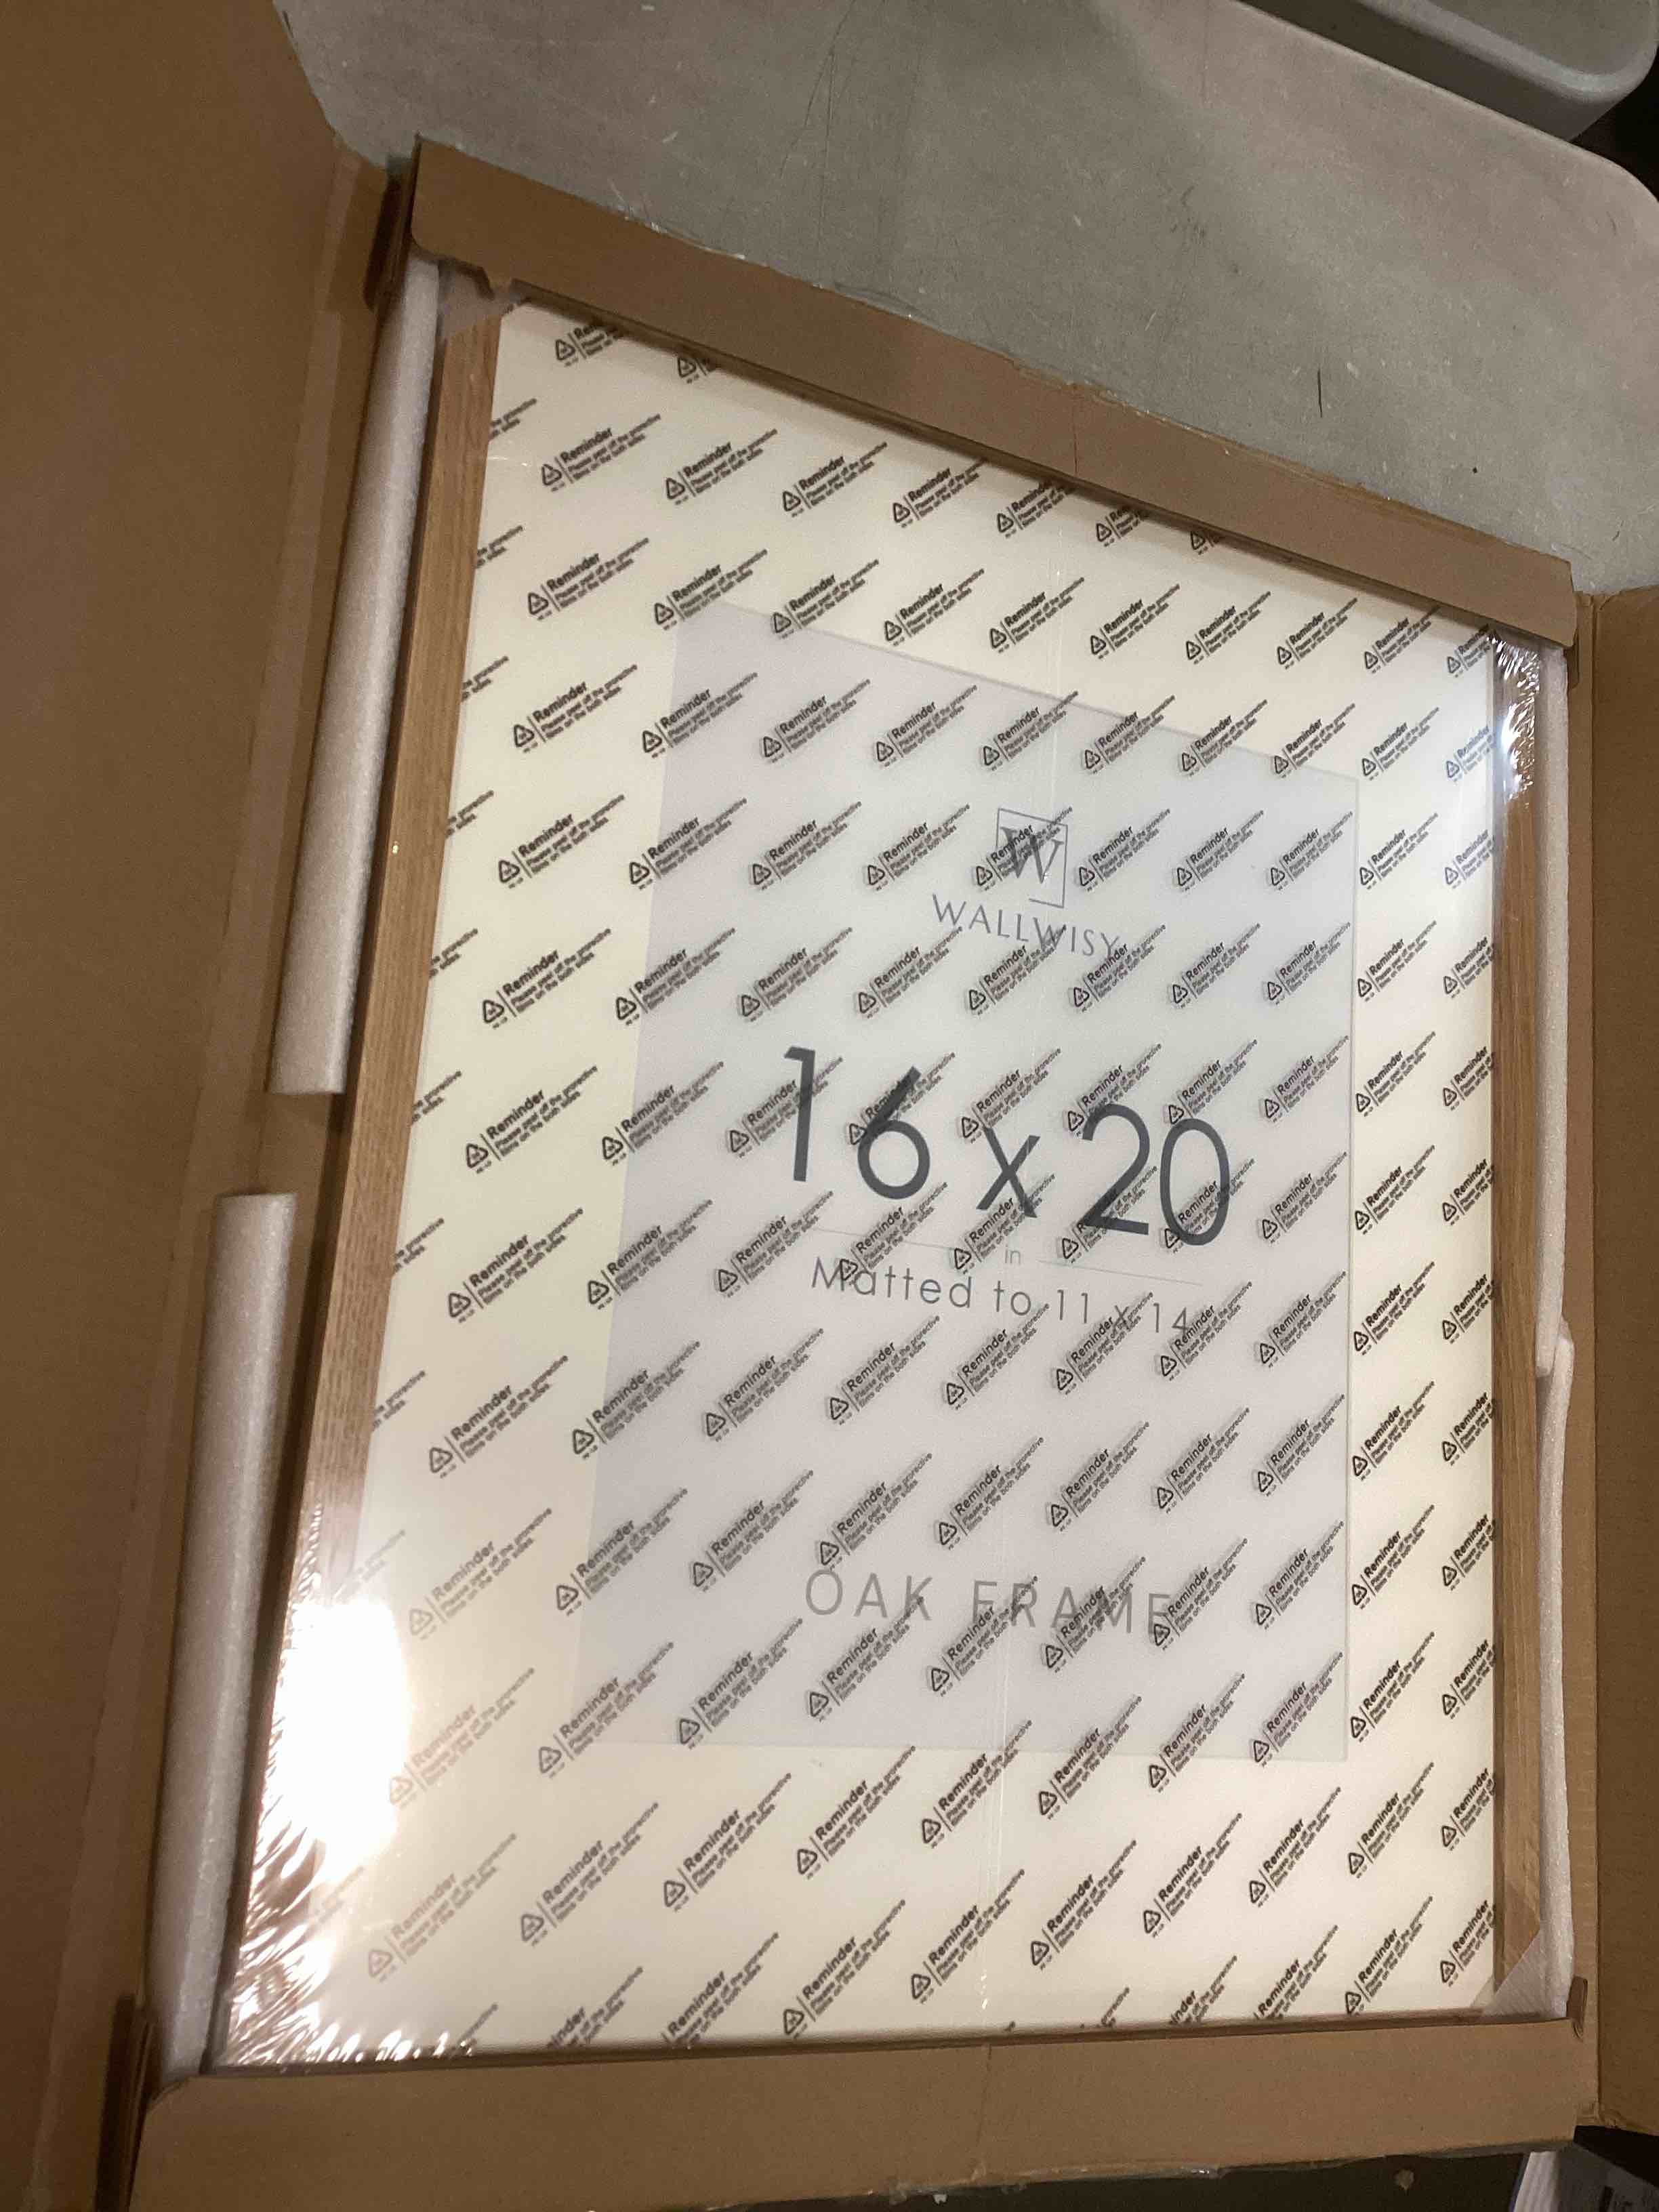 W
WALLWISY
16 x 20
in
Matted to 11 x 14
OAK FRAME
Reminder
Please peel off the protective
films on the both sides.